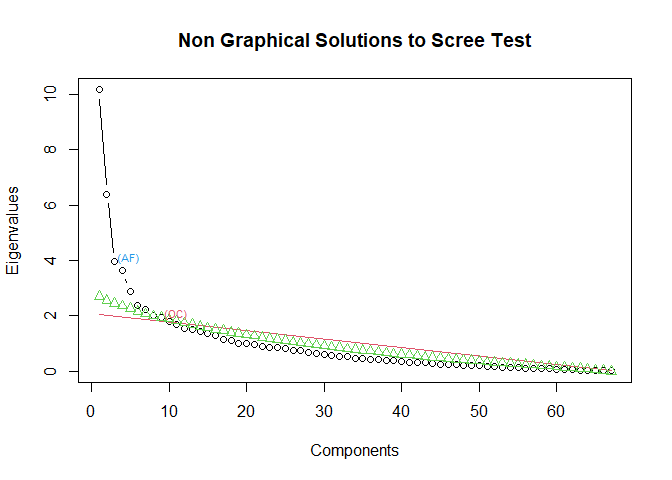 Non Graphical Solutions to Scree Test
Eigenvalues
10
8
6
4
2
0
(AF)
(OC)
0 10 20 30 40 50 60
Components